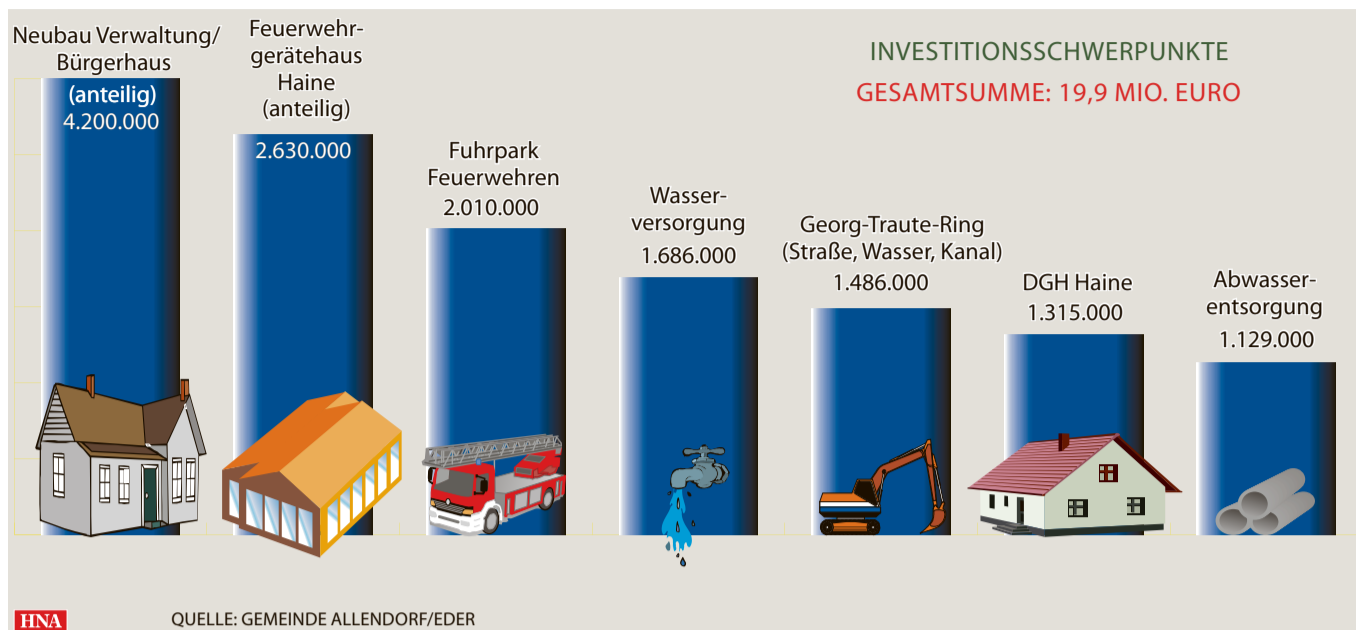 Neubau Verwaltung/
Bürgerhaus
(anteilig)
4.200.000
Feuerwehr-
gerätehaus
Haine
(anteilig)
2.630.000
Fuhrpark
Feuerwehren
2.010.000
Wasser-
versorgung
1.686.000
Georg-Traute-Ring
(Straße, Wasser, Kanal)
1.486.000
DGH Haine
1.315.000
Abwasser-
entsorgung
1.129.000
INVESTITIONSSCHWERPUNKTE
GESAMTSUMME: 19,9 MIO. EURO
HNA
QUELLE: GEMEINDE ALLENDORF/EDER